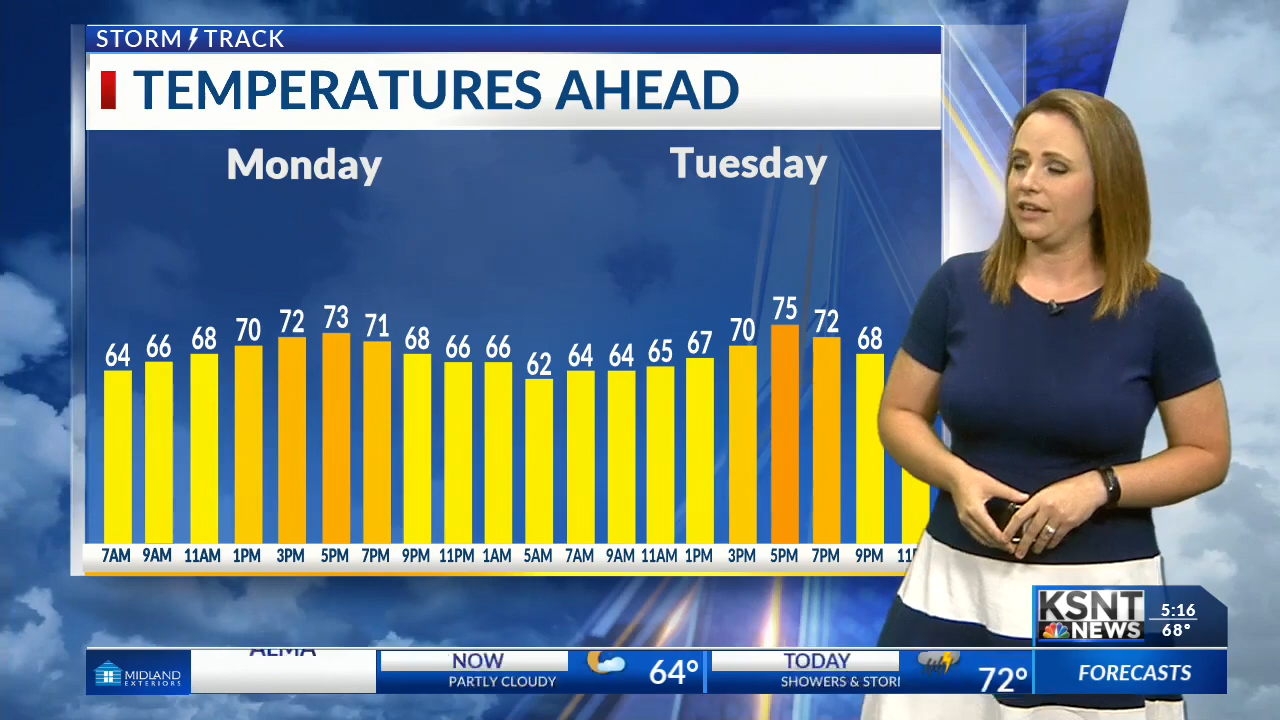 STORM TRACK
TEMPERATURES AHEAD
Monday Tuesday
64 66 68 70 72 73 71 68 66 66 62 64 64 65 67 70 75 72 68
7AM 9AM 11AM 1PM 3PM 5PM 7PM 9PM 11PM 1AM 5AM 7AM 9AM 11AM 1PM 3PM 5PM 7PM 9PM
KSNT
NEWS
5:16
68°
MIDLAND
EXTERIORS
ALMA
NOW
PARTLY CLOUDY
64°
TODAY
SHOWERS & STOR
72°
FORECASTS